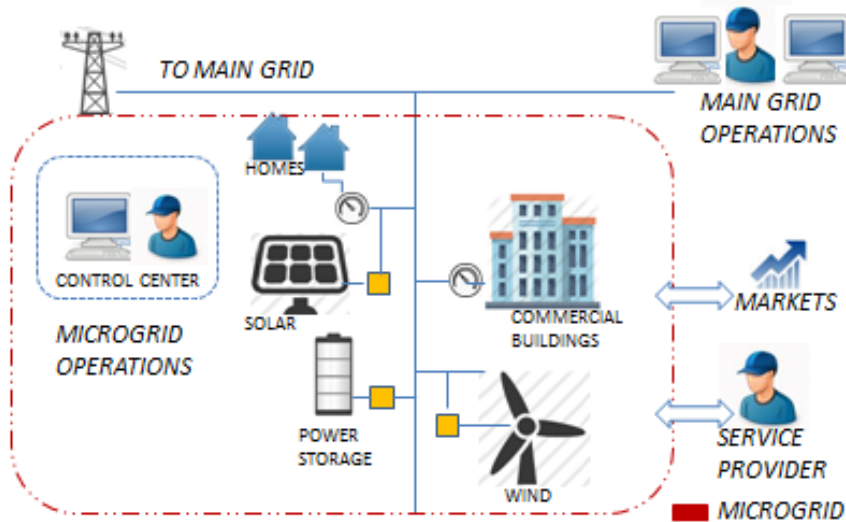 TO MAIN GRID
MAIN GRID
OPERATIONS
HOMES
CONTROL CENTER
SOLAR
COMMERCIAL
BUILDINGS
MARKETS
MICROGRID
OPERATIONS
POWER
STORAGE
WIND
SERVICE
PROVIDER
MICROGRID